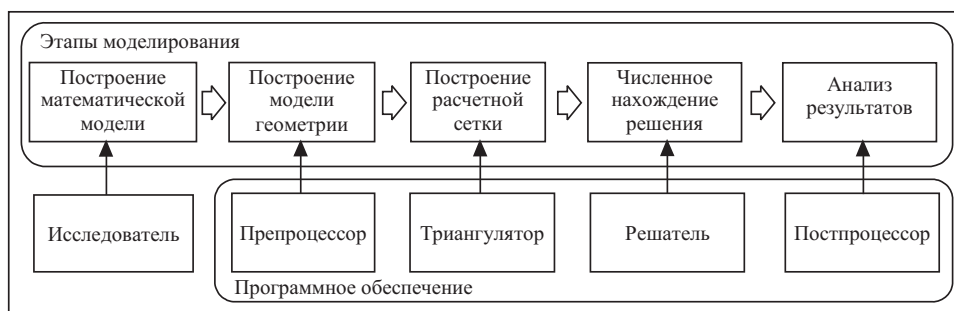 Этапы моделирования
Построение
математической
модели
Построение
модели
геометрии
Построение
расчетной
сетки
Численное
нахождение
решения
Анализ
результатов
Исследователь
Препроцессор
Триангулятор
Решатель
Постпроцессор
Программное обеспечение